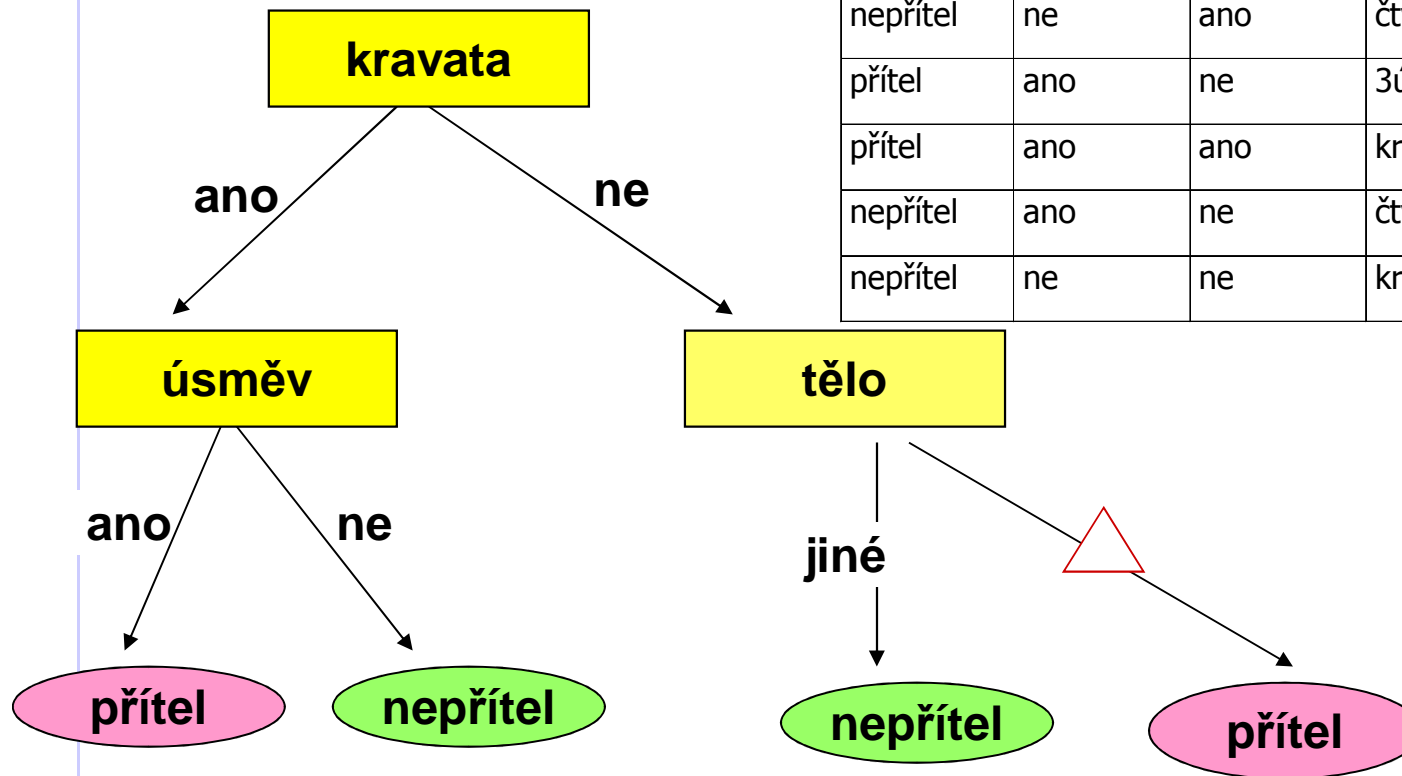 kravata
ano
ne
úsměv
tělo
ano
ne
jiné
přítel
nepřítel
nepřítel
přítel
nepřítel ne ano
přítel ano ne
přítel ano ano
nepřítel ano ne
nepřítel ne ne